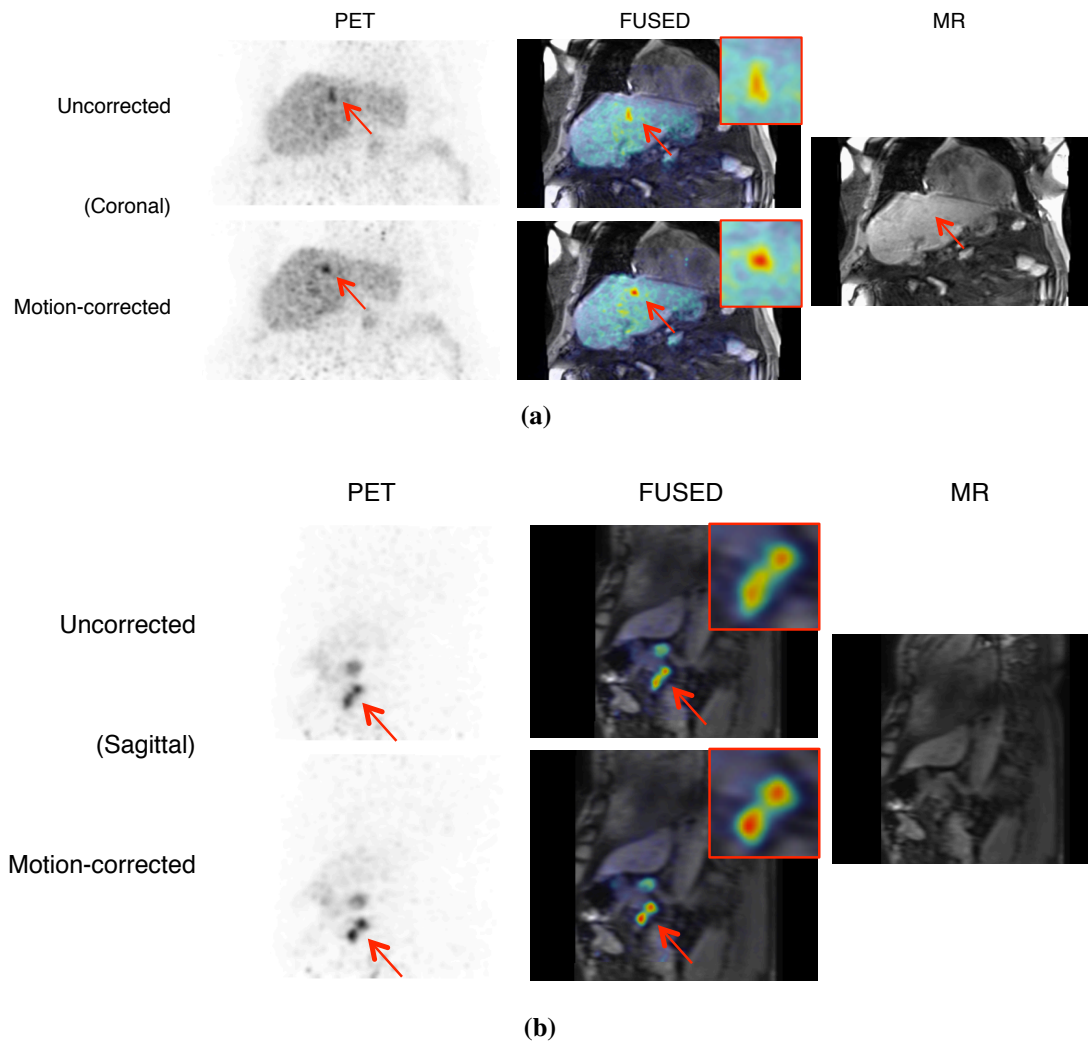 PET FUSED MR
Uncorrected
(Coronal)
Motion-corrected
(a)
PET FUSED MR
Uncorrected
(Sagittal)
Motion-corrected
(b)